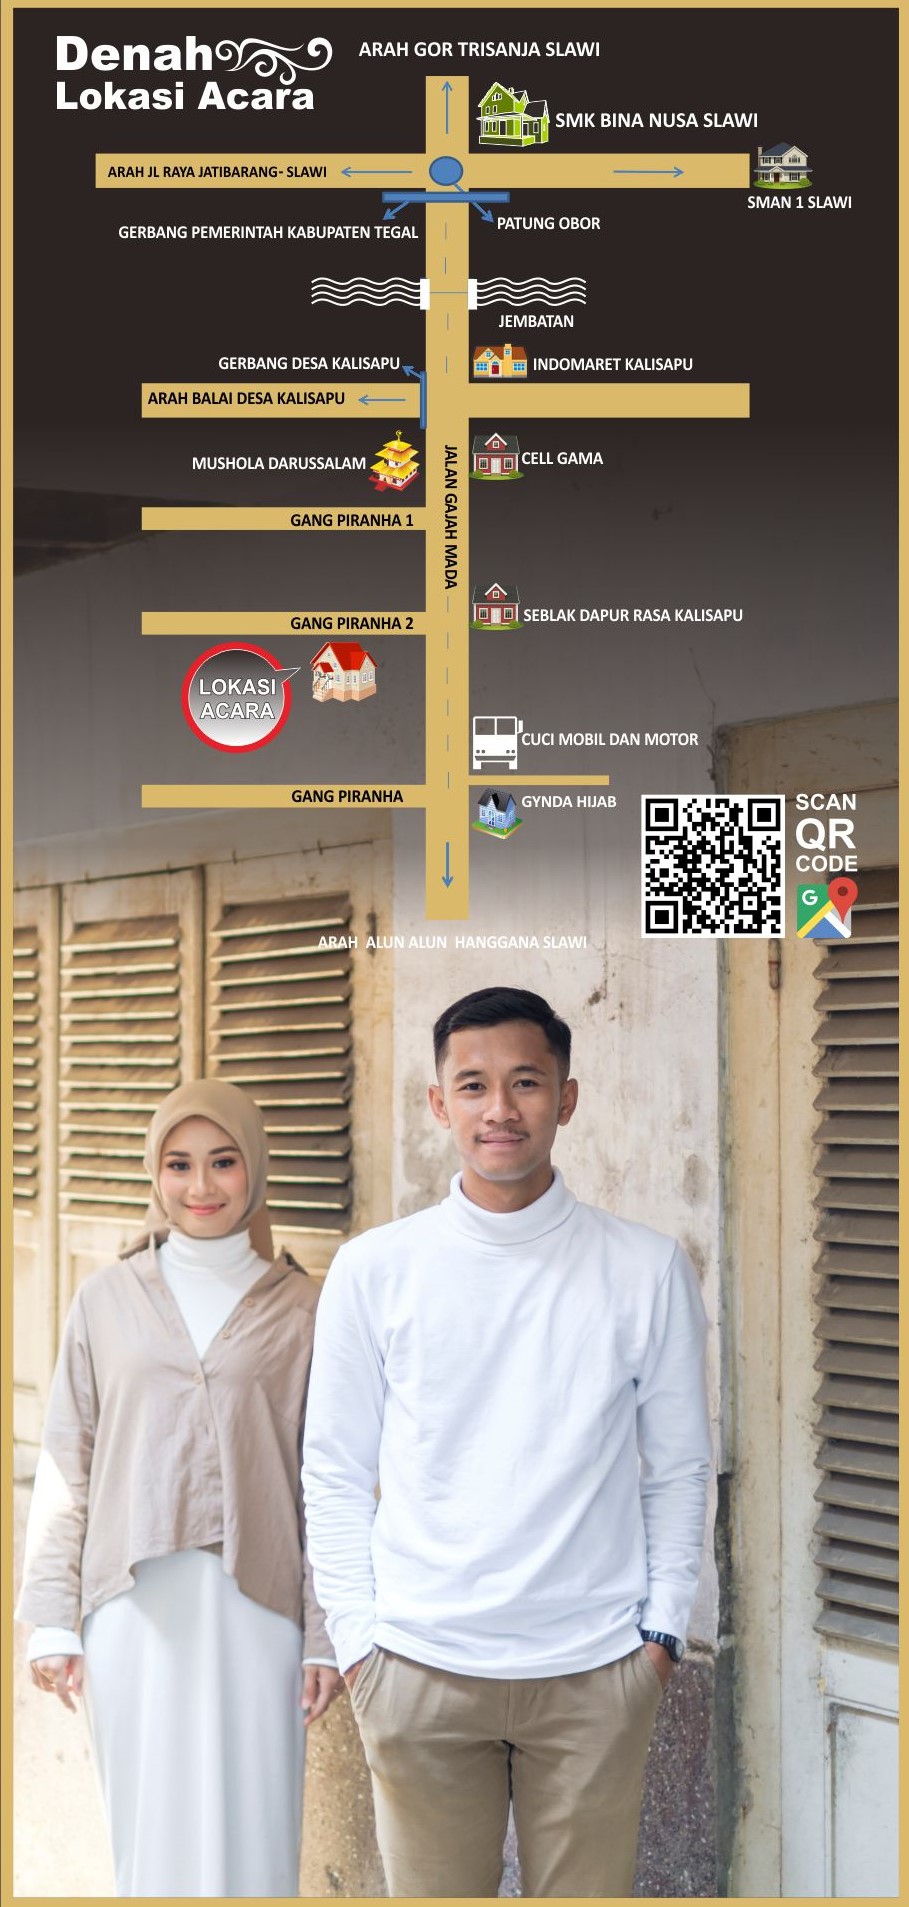 Denah
Lokasi Acara
ARAH GOR TRISANJA SLAWI
SMK BINA NUSA SLAWI
ARAH JL RAYA JATIBARANG- SLAWI
SMAN 1 SLAWI
GERBANG PEMERINTAH KABUPATEN TEGAL
PATUNG OBOR
JEMBATAN
GERBANG DESA KALISAPU
INDOMARET KALISAPU
ARAH BALAI DESA KALISAPU
MUSHOLA DARUSSALAM
CELL GAMA
JALAN GAJAH MADA
GANG PIRANHA 1
GANG PIRANHA 2
SEBLAK DAPUR RASA KALISAPU
LOKASI
ACARA
CUCI MOBIL DAN MOTOR
GANG PIRANHA
GYNDA HIJAB
SCAN
QR
CODE
G
ARAH ALUN ALUN HANGGANA SLAWI